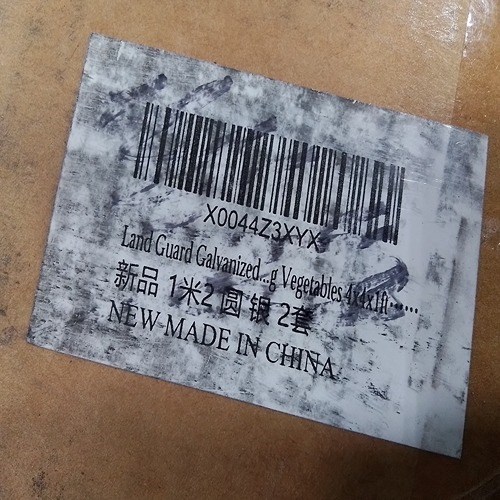 X0044Z3XYX
Land Guard Galvanized...g Vegetables 4x4x1ft......
新品 1米2 圆 银 2套
NEW MADE IN CHINA